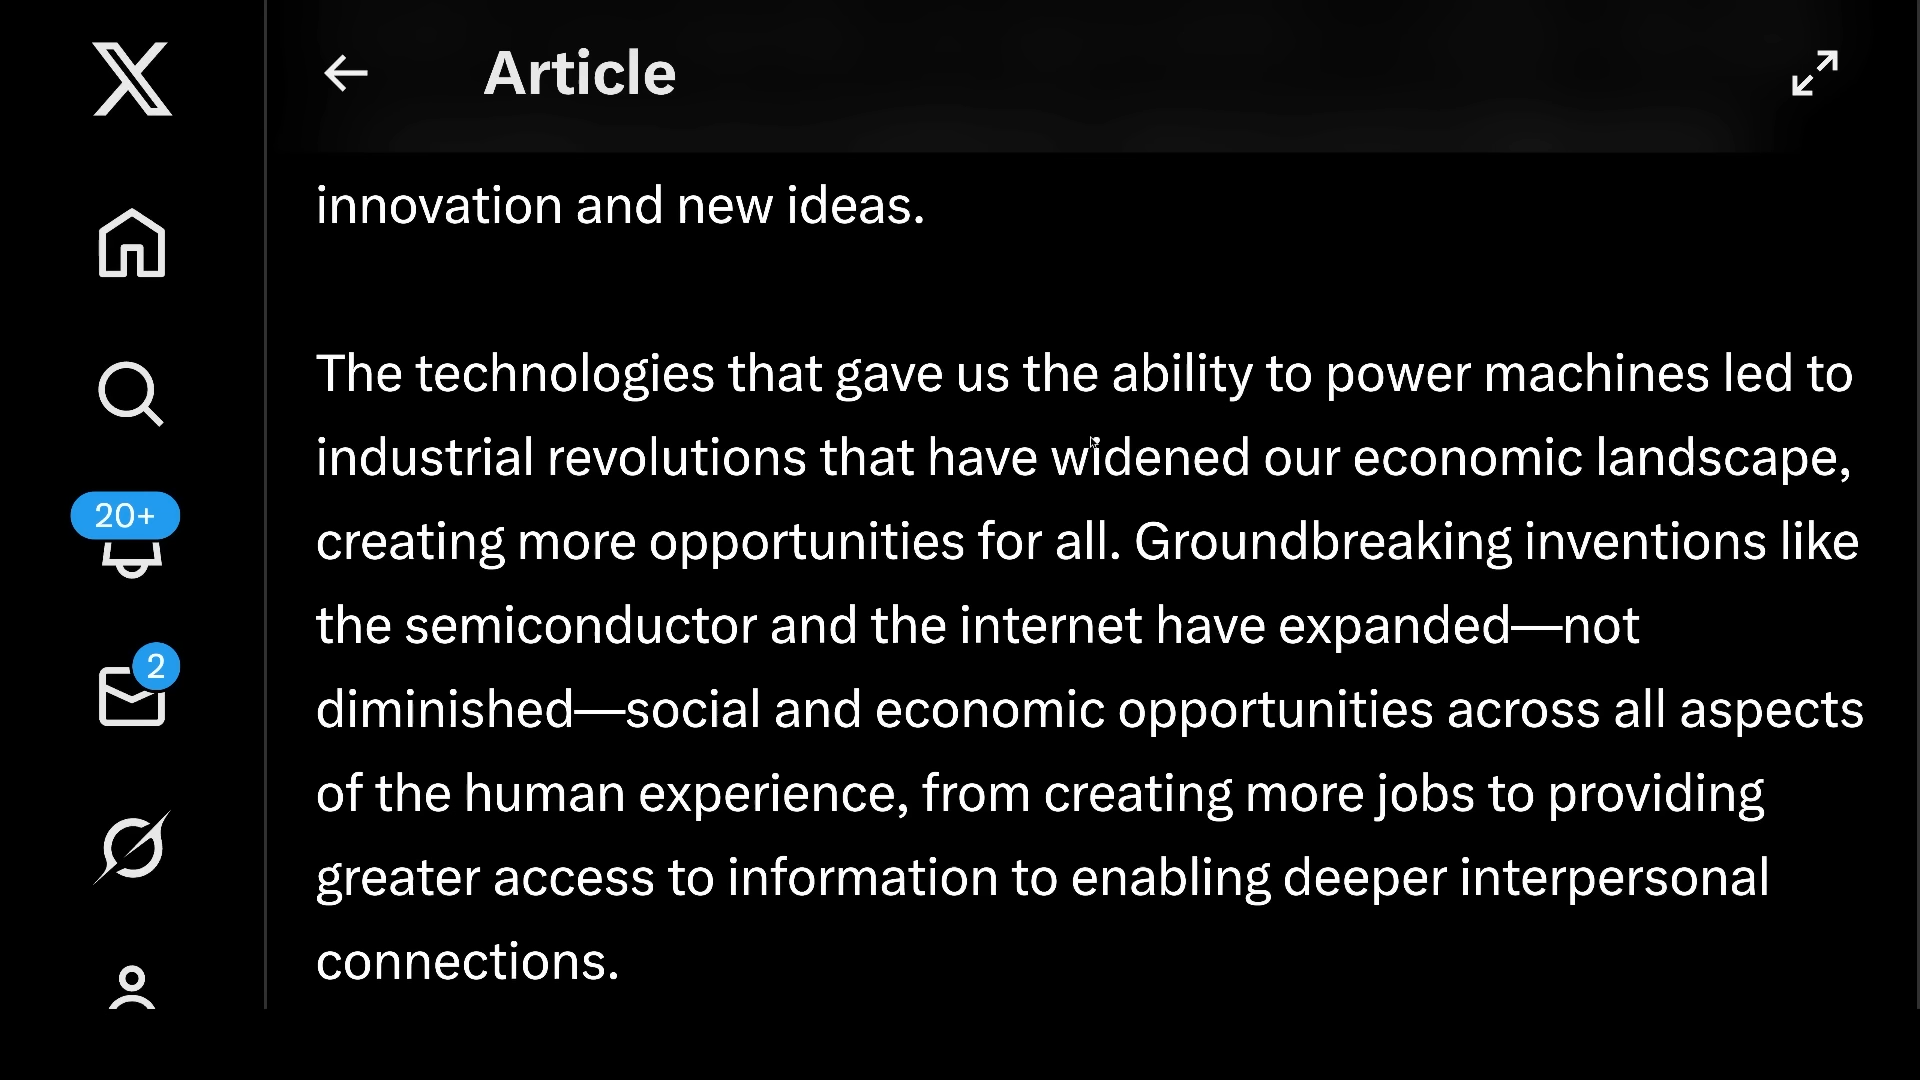 Article
innovation and new ideas.
The technologies that gave us the ability to power machines led to
industrial revolutions that have widened our economic landscape,
creating more opportunities for all. Groundbreaking inventions like
the semiconductor and the internet have expanded—not
diminished—social and economic opportunities across all aspects
of the human experience, from creating more jobs to providing
greater access to information to enabling deeper interpersonal
connections.
20+
2